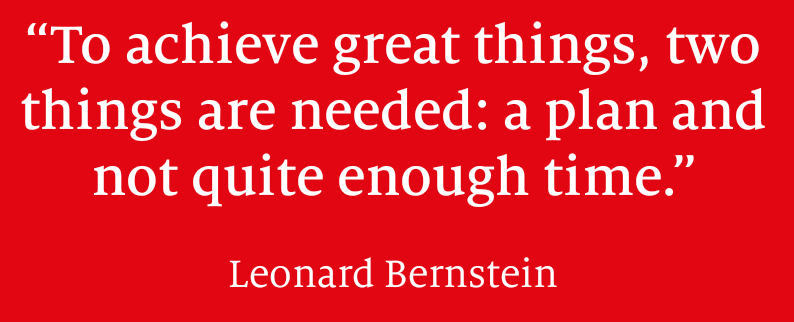 “To achieve great things, two
things are needed: a plan and
not quite enough time.”
Leonard Bernstein